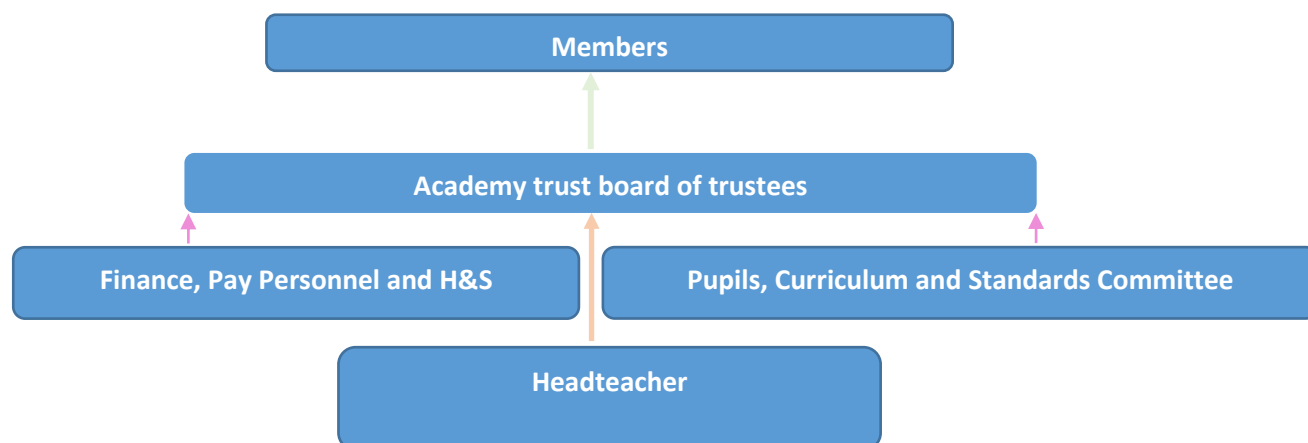 Members
Academy trust board of trustees
Finance, Pay Personnel and H&S
Pupils, Curriculum and Standards Committee
Headteacher